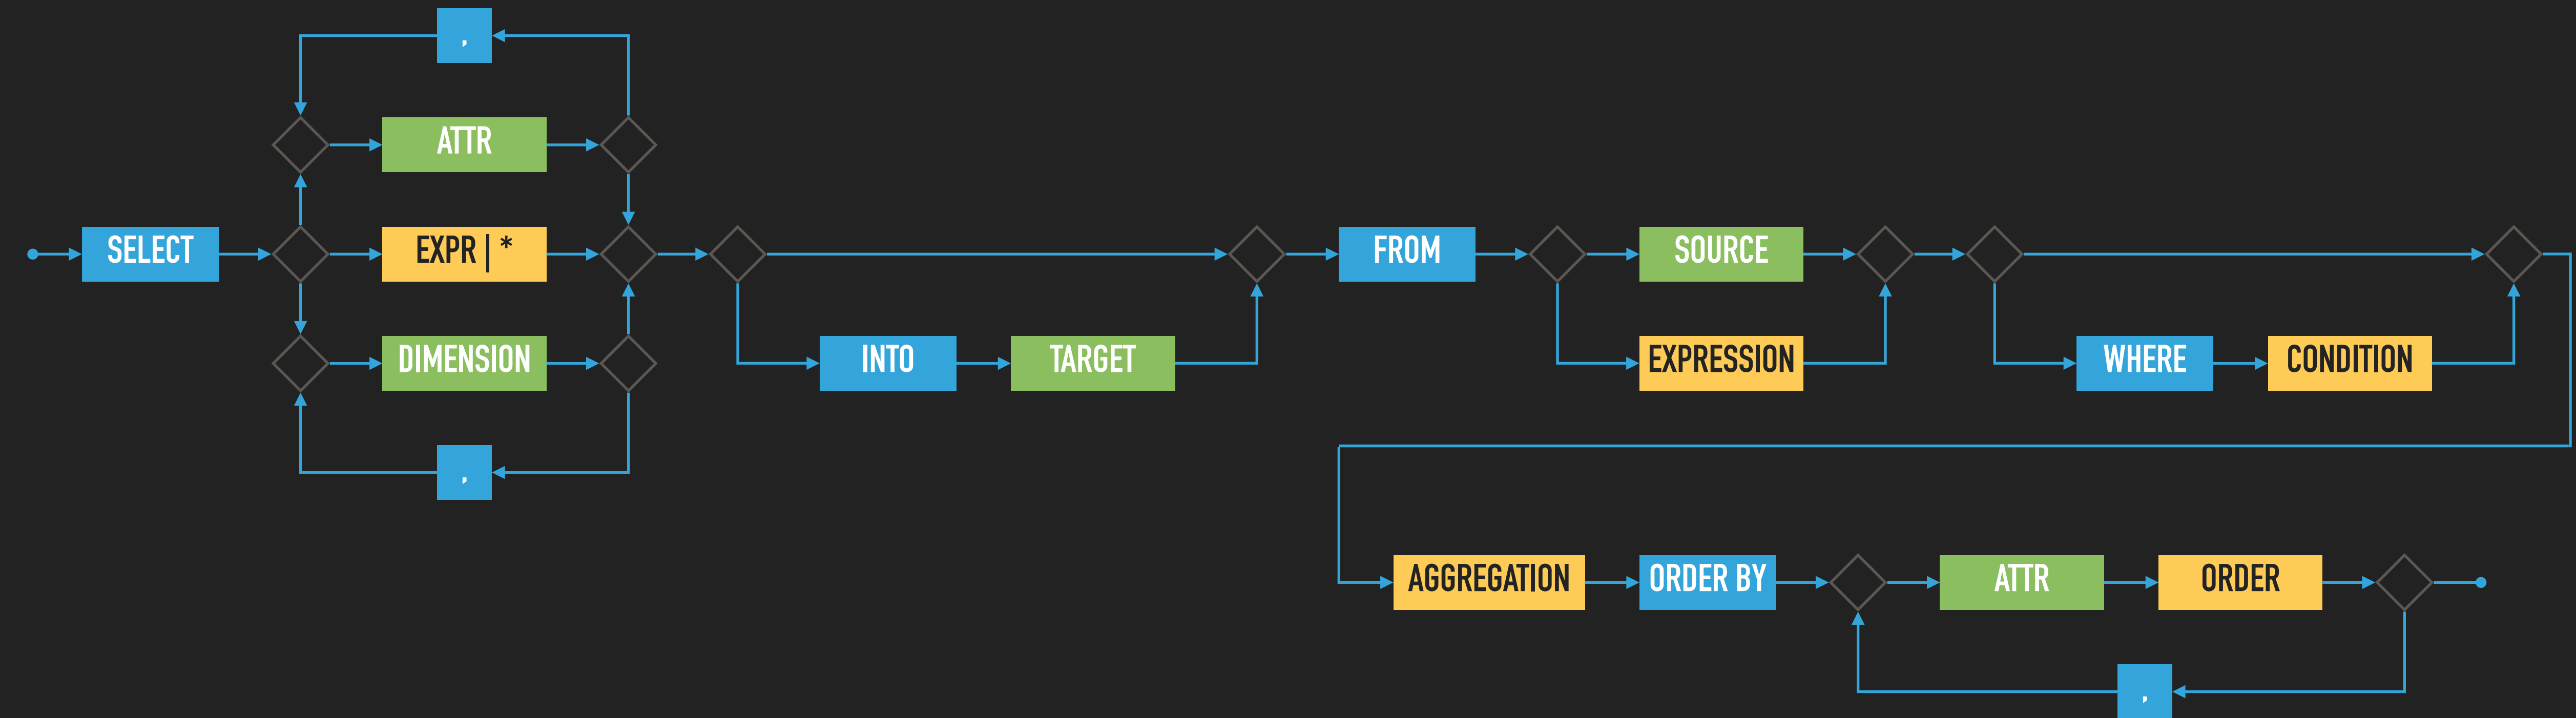 ,
ATTR
SELECT
EXPR | *
FROM
SOURCE
DIMENSION
INTO
TARGET
EXPRESSION
WHERE
CONDITION
,
AGGREGATION
ORDER BY
ATTR
ORDER
,